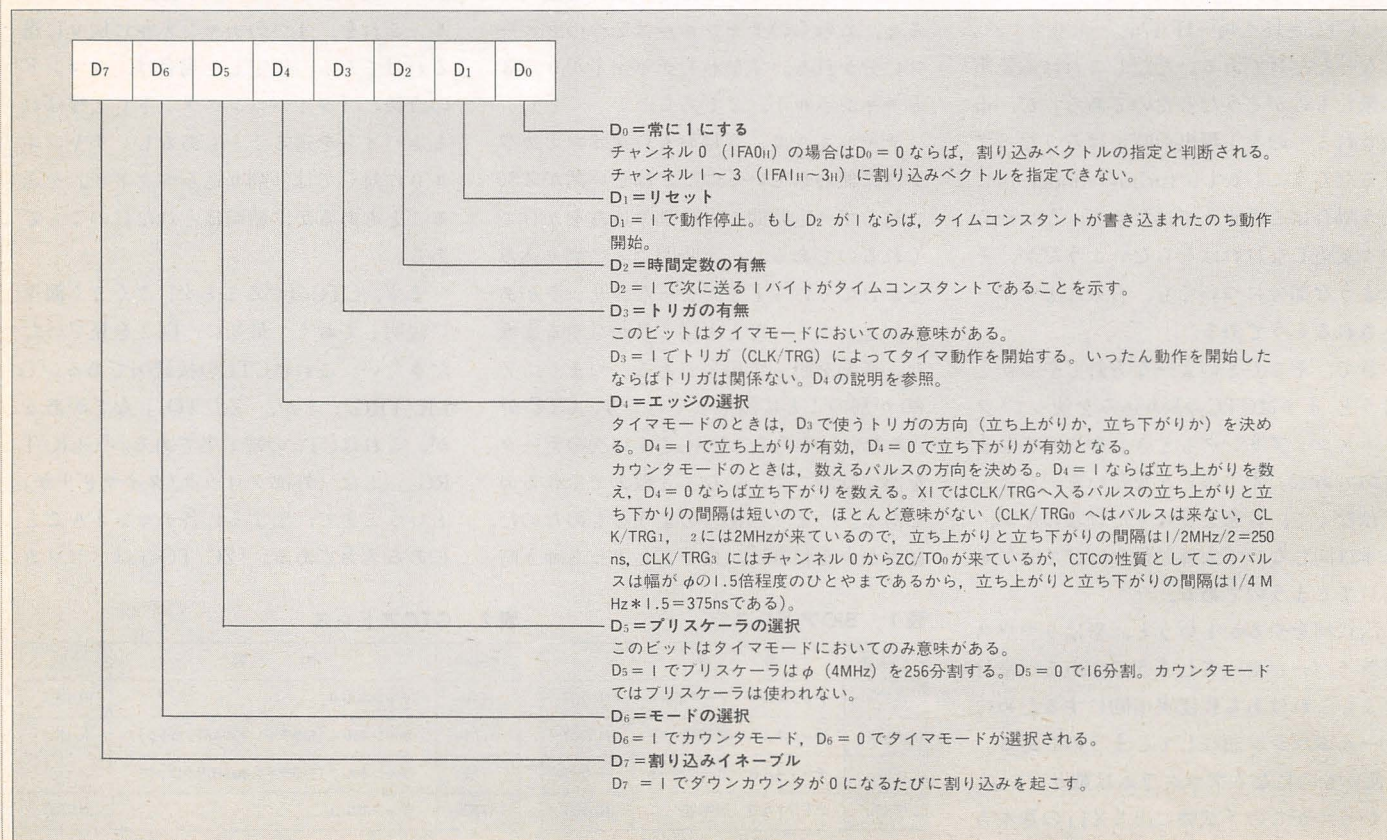 D₇ D₆ D₅ D₄ D₃ D₂ D₁ D₀
D₀=常に1にする
チャンネル0（1FA0H）の場合はD₀=0ならば，割り込みベクトルの指定と判断される。
チャンネル1～3（1FA1H～3H）に割り込みベクトルを指定できない。
D₁=リセット
D₁=1で動作停止。もし D₂ が1ならば，タイムコンスタントが書き込まれたのち動作
開始。
D₂=時間定数の有無
D₂=1で次に送る1バイトがタイムコンスタントであることを示す。
D₃=トリガの有無
このビットはタイマモードにおいてのみ意味がある。
D₃=1でトリガ（CLK/TRG）によってタイマ動作を開始する。いったん動作を開始した
ならばトリガは関係ない。D₄の説明を参照。
D₄=エッジの選択
タイマモードのときは，D₃で使うトリガの方向（立ち上がりか，立ち下がりか）を決め
る。D₄=1で立ち上がりが有効，D₄=0で立ち下がりが有効となる。
カウンタモードのときは，数えるパルスの方向を決める。D₄=1ならば立ち上がりを数
え，D₄=0ならば立ち下がりを数える。X1ではCLK/TRGへ入るパルスの立ち上がりと立
ち下かりの間隔は短いので，ほとんど意味がない（CLK/TRG₀ へはパルスは来ない，CL
K/TRG₁，₂には2MHzが来ているので，立ち上がりと立ち下がりの間隔は1/2MHz/2=250
ns，CLK/TRG₃ にはチャンネル0からZC/TO₀が来ているが，CTCの性質としてこのパル
スは幅が φの1.5倍程度のひとやまであるから，立ち上がりと立ち下がりの間隔は1/4 M
Hz*1.5=375nsである）。
D₅=プリスケーラの選択
このビットはタイマモードにおいてのみ意味がある。
D₅=1でプリスケーラはφ（4MHz）を256分割する。D₅=0で16分割。カウンタモード
ではプリスケーラは使われない。
D₆=モードの選択
D₆=1でカウンタモード，D₆=0でタイマモードが選択される。
D₇=割り込みイネーブル
D₇ =1でダウンカウンタが0になるたびに割り込みを起こす。